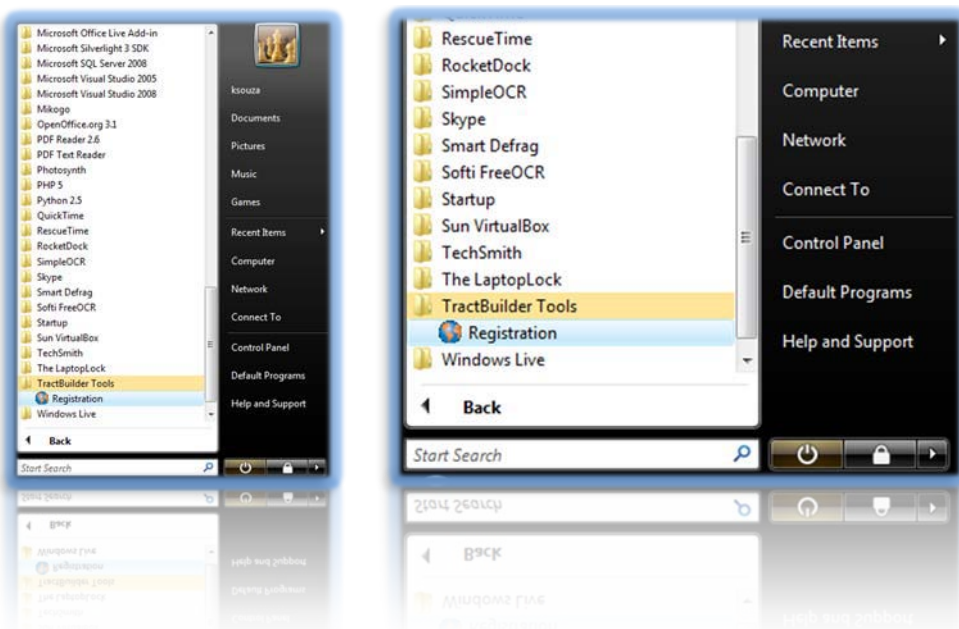 Microsoft Office Live Add-in
Microsoft Silverlight 3 SDK
Microsoft SQL Server 2008
Microsoft Visual Studio 2005
Microsoft Visual Studio 2008
Mikogo
OpenOffice.org 3.1
PDF Reader 2.6
PDF Text Reader
Photosynth
PHP 5
Python 2.5
QuickTime
RescueTime
RocketDock
SimpleOCR
Skype
Smart Defrag
Softi FreeOCR
Startup
Sun VirtualBox
TechSmith
The LaptopLock
TractBuilder Tools
Registration
Windows Live
Back
Start Search
ksouza
Documents
Pictures
Music
Games
Recent Items
Computer
Network
Connect To
Control Panel
Default Programs
Help and Support
RescueTime
RocketDock
SimpleOCR
Skype
Smart Defrag
Softi FreeOCR
Startup
Sun VirtualBox
TechSmith
The LaptopLock
TractBuilder Tools
Registration
Windows Live
Back
Start Search
Recent Items
Computer
Network
Connect To
Control Panel
Default Programs
Help and Support